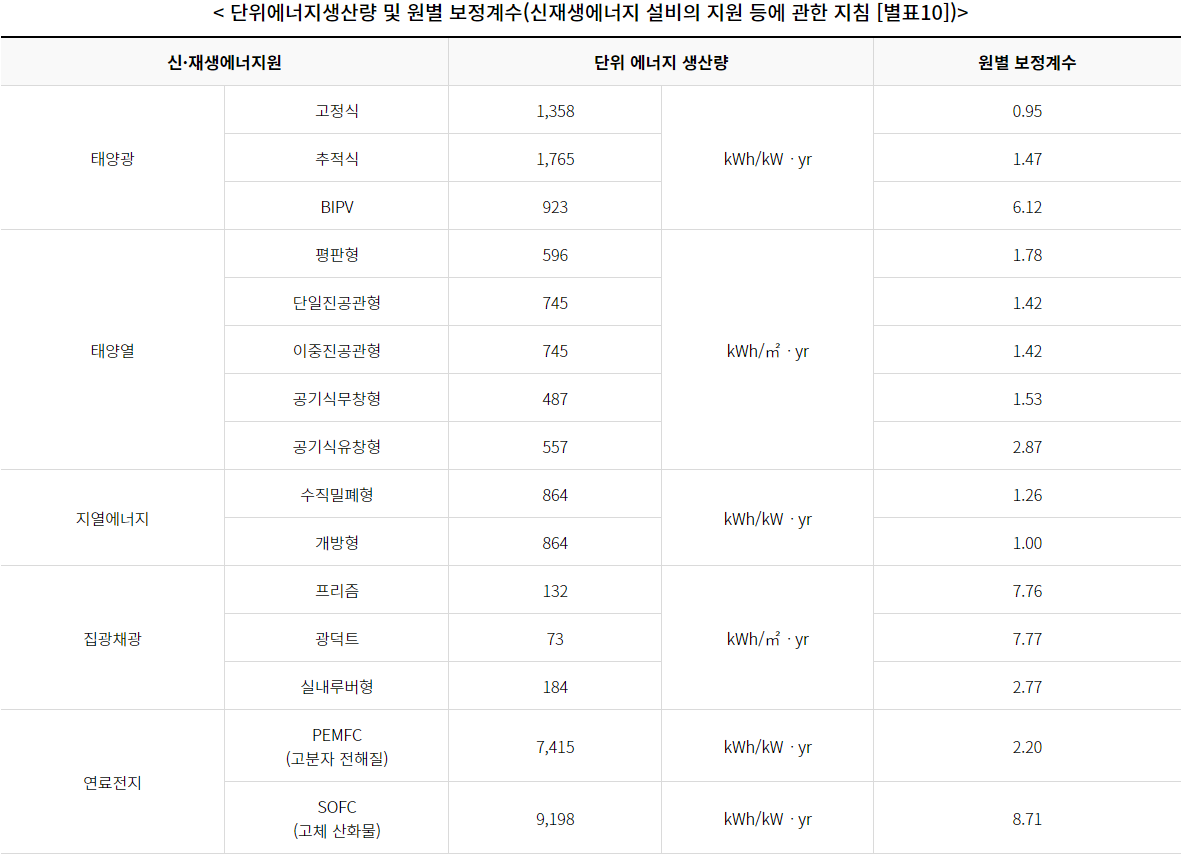 < 단위에너지생산량 및 원별 보정계수(신재생에너지 설비의 지원 등에 관한 지침 [별표10])>
신·재생에너지원 단위 에너지 생산량 원별 보정계수
태양광 고정식 1,358 kWh/kW · yr 0.95
추적식 1,765 1.47
BIPV 923 6.12
태양열 평판형 596 kWh/㎡ · yr 1.78
단일진공관형 745 1.42
이중진공관형 745 1.42
공기식무창형 487 1.53
공기식유창형 557 2.87
지열에너지 수직밀폐형 864 kWh/kW · yr 1.26
개방형 864 1.00
집광채광 프리즘 132 kWh/㎡ · yr 7.76
광덕트 73 7.77
실내루버형 184 2.77
연료전지 PEMFC
(고분자 전해질) 7,415 kWh/kW · yr 2.20
SOFC
(고체 산화물) 9,198 kWh/kW · yr 8.71